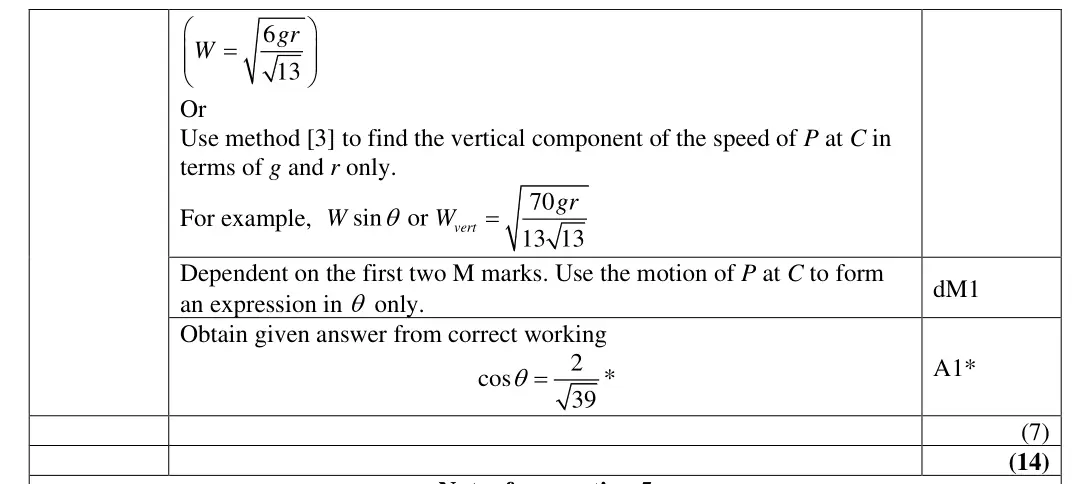 (W = √(6gr/√13))
Or
Use method [3] to find the vertical component of the speed of P at C in
terms of g and r only.
For example, W sin θ or W_vert = √(70gr/(13√13))
Dependent on the first two M marks. Use the motion of P at C to form
an expression in θ only.
dM1
Obtain given answer from correct working
cos θ = 2/√39 *
A1*
(7)
(14)